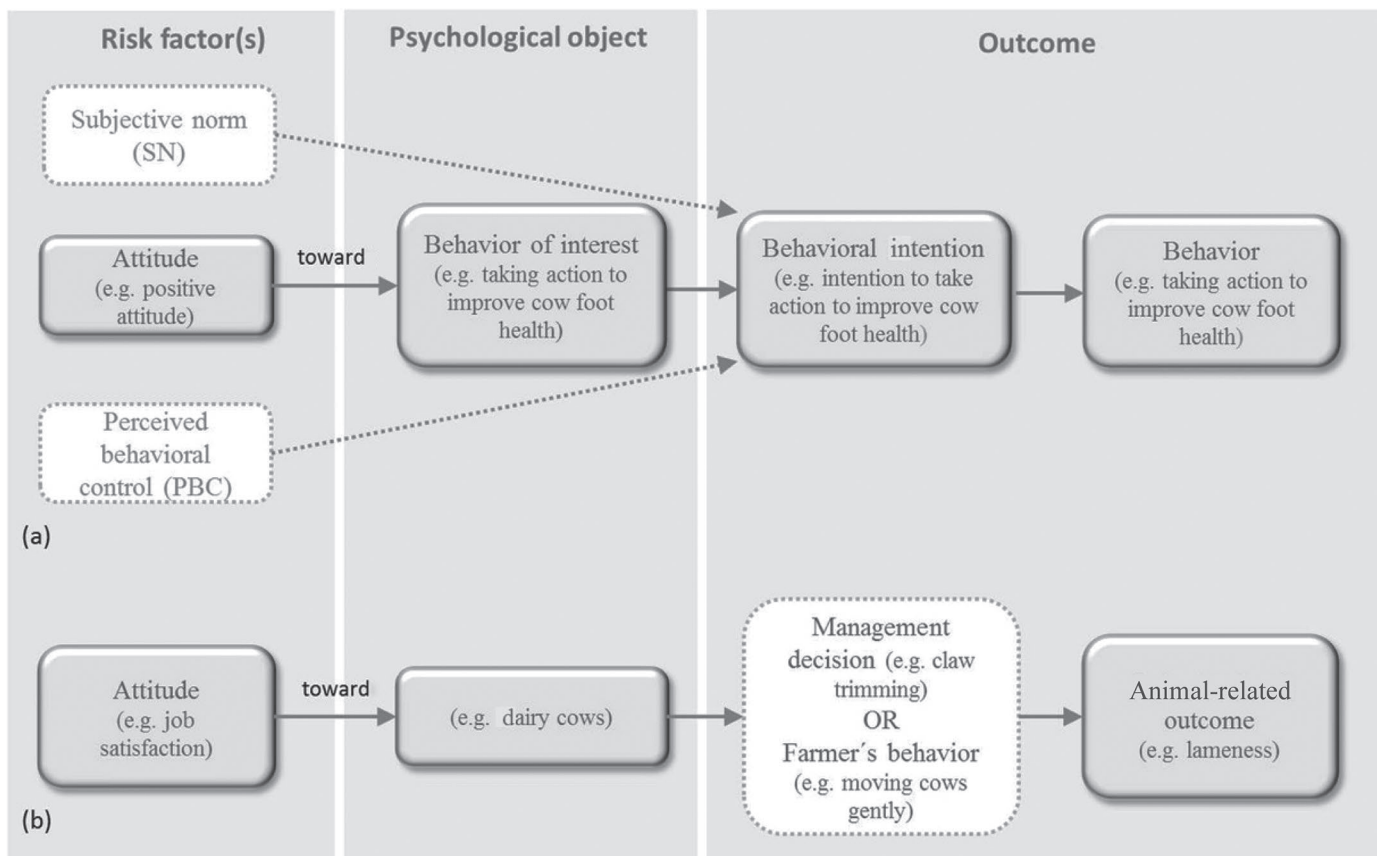 Risk factor(s)
Psychological object
Outcome
Subjective norm
(SN)
Attitude
(e.g. positive
attitude)
toward
Behavior of interest
(e.g. taking action to
improve cow foot
health)
Behavioral intention
(e.g. intention to take
action to improve cow
foot health)
Behavior
(e.g. taking action to
improve cow foot
health)
Perceived
behavioral
control (PBC)
(a)
Attitude
(e.g. job
satisfaction)
toward
(e.g. dairy cows)
Management
decision (e.g. claw
trimming)
OR
Farmer´s behavior
(e.g. moving cows
gently)
Animal-related
outcome
(e.g. lameness)
(b)